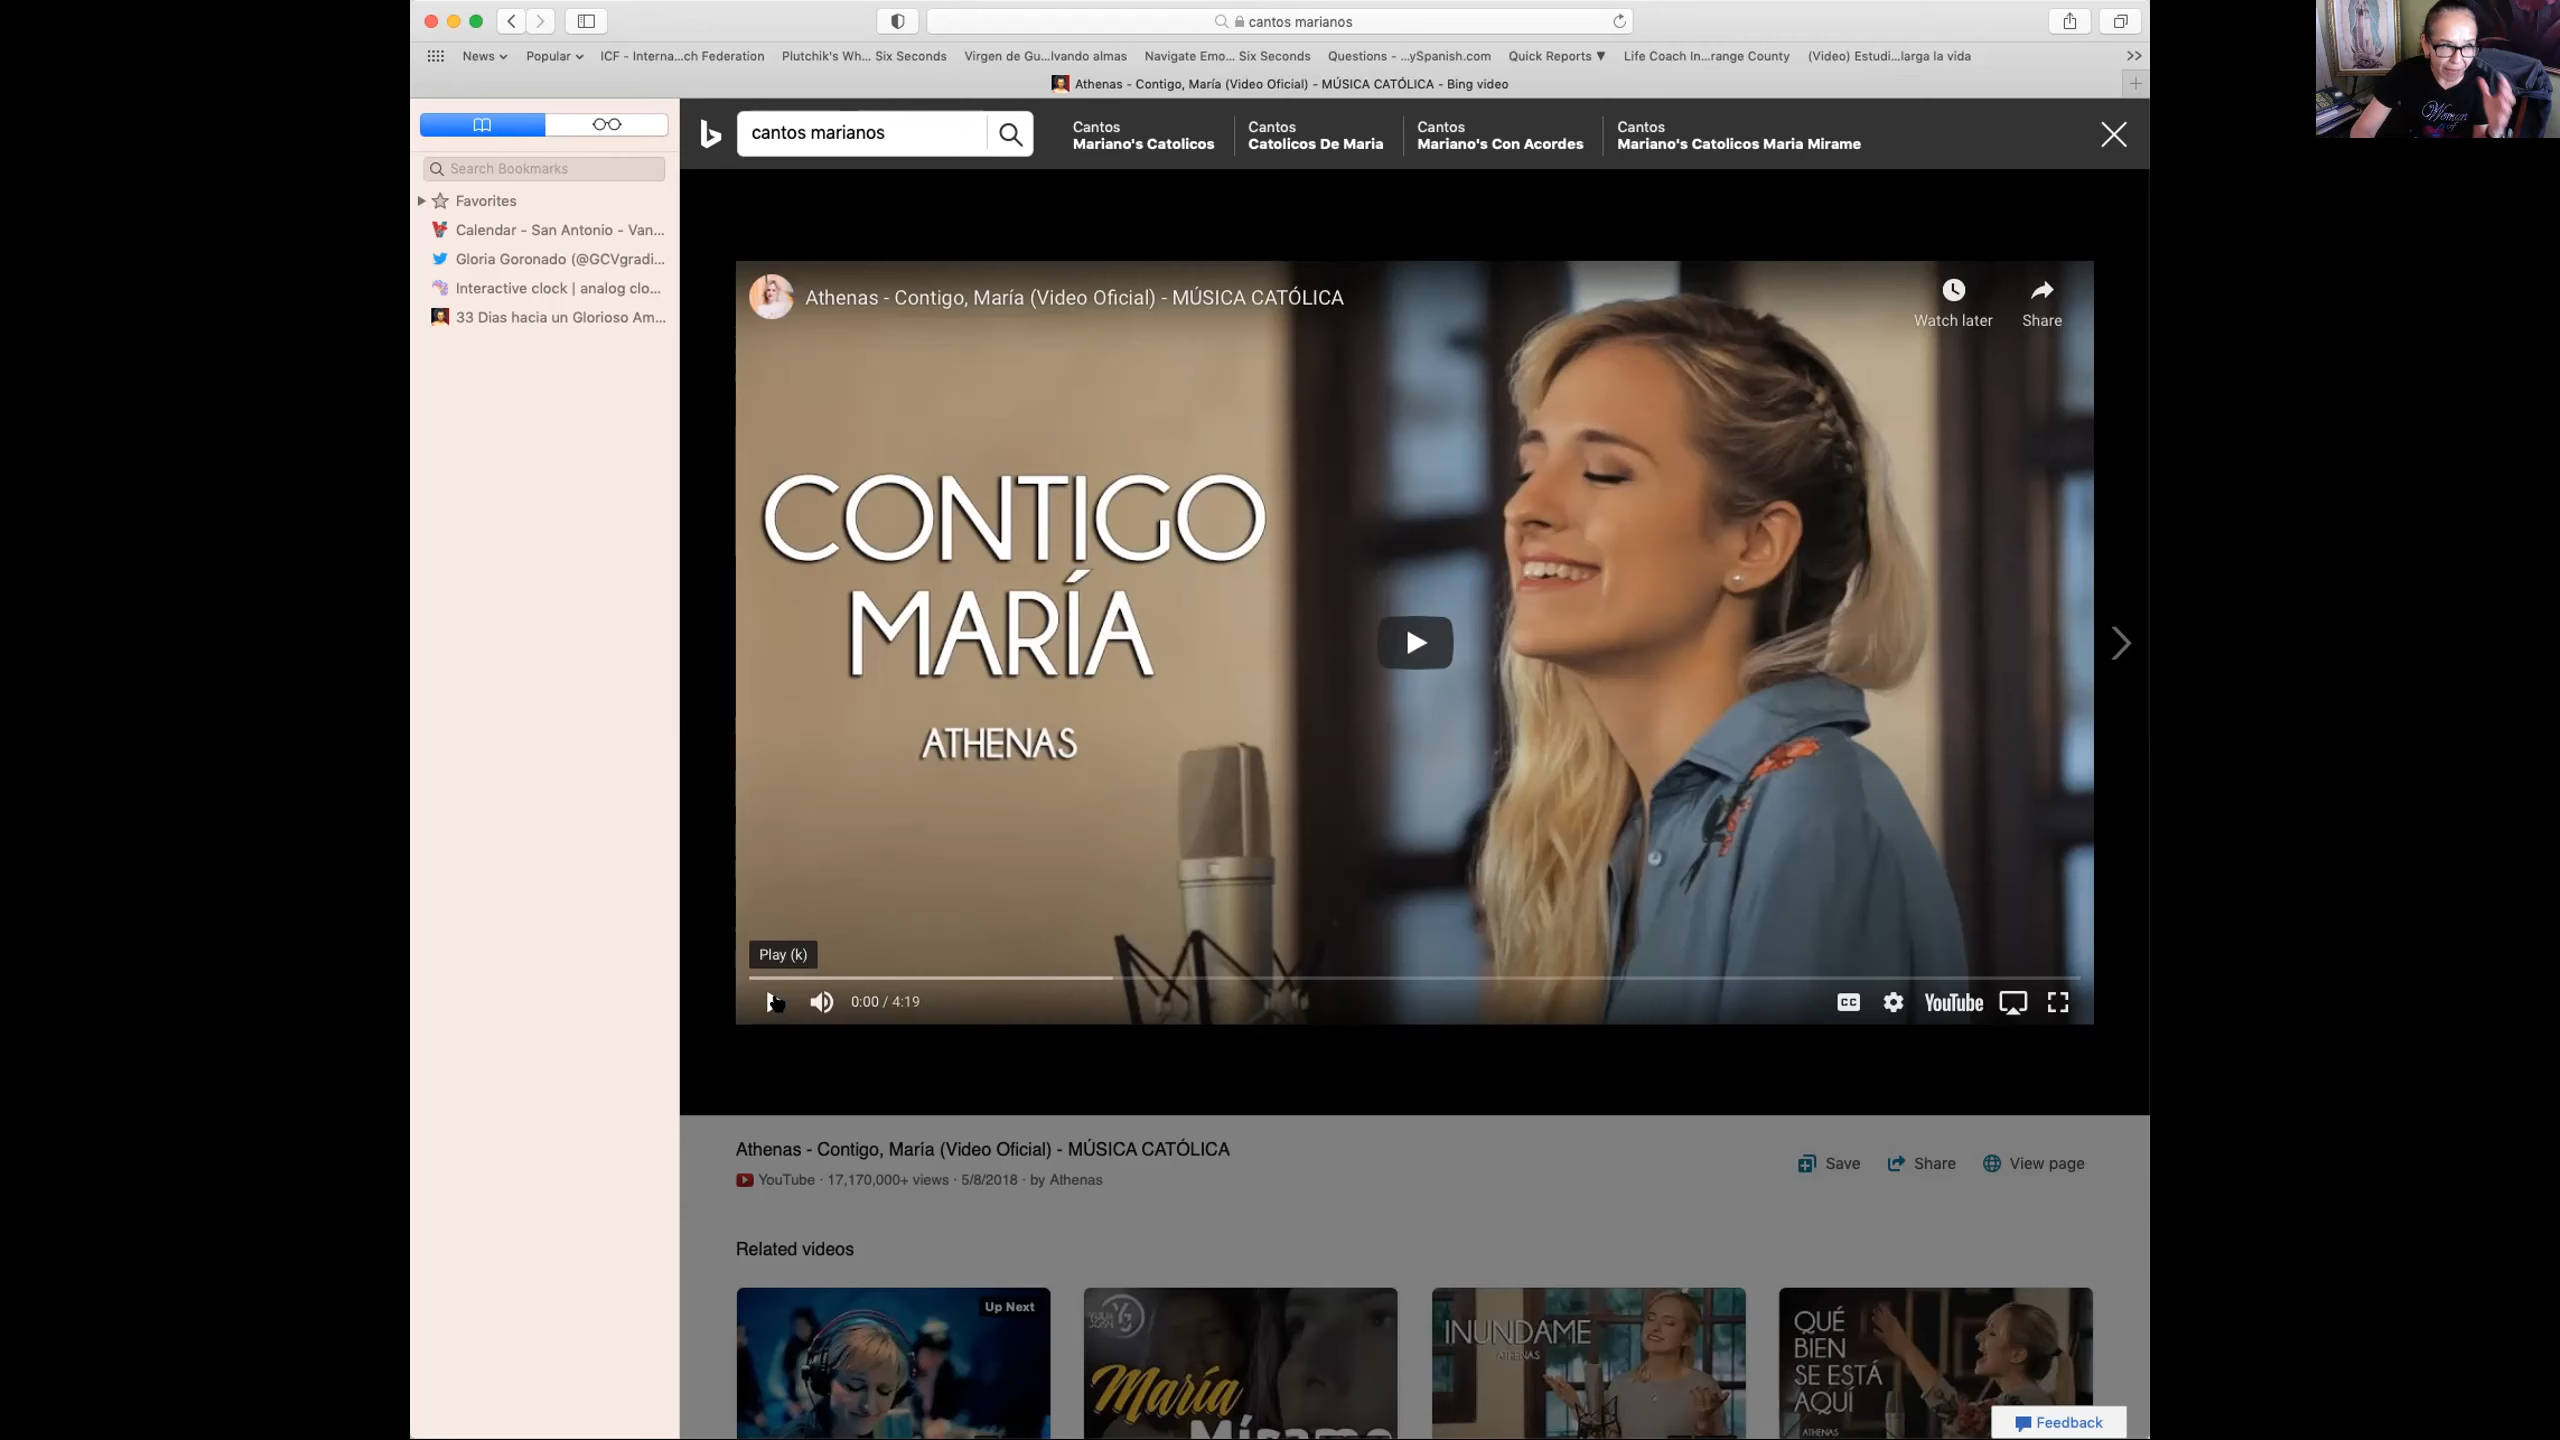 cantos marianos
News
Popular
ICF - Interna...ch Federation
Plutchik's Wh... Six Seconds
Virgen de Gu...lvando almas
Navigate Emo... Six Seconds
Questions - ...ySpanish.com
Quick Reports ▼
Life Coach In...range County
(Video) Estudi...larga la vida
>>
Athenas - Contigo, María (Video Oficial) - MÚSICA CATÓLICA - Bing video
Search Bookmarks
Favorites
Calendar - San Antonio - Van...
Gloria Goronado (@GCVgradi...
Interactive clock | analog clo...
33 Dias hacia un Glorioso Am...
cantos marianos
Cantos
Mariano's Catolicos
Cantos
Catolicos De Maria
Cantos
Mariano's Con Acordes
Cantos
Mariano's Catolicos Maria Mirame
Women
of
Athenas - Contigo, María (Video Oficial) - MÚSICA CATÓLICA
Watch later
Share
CONTIGO
MARÍA
ATHENAS
Play (k)
0:00 / 4:19
CC
YouTube
Athenas - Contigo, María (Video Oficial) - MÚSICA CATÓLICA
YouTube · 17,170,000+ views · 5/8/2018 · by Athenas
Save
Share
View page
Related videos
Up Next
María
Mírame
INUNDAME
ATHENAS
QUÉ
BIEN
SE ESTÁ
AQUÍ
ATHENAS
Feedback